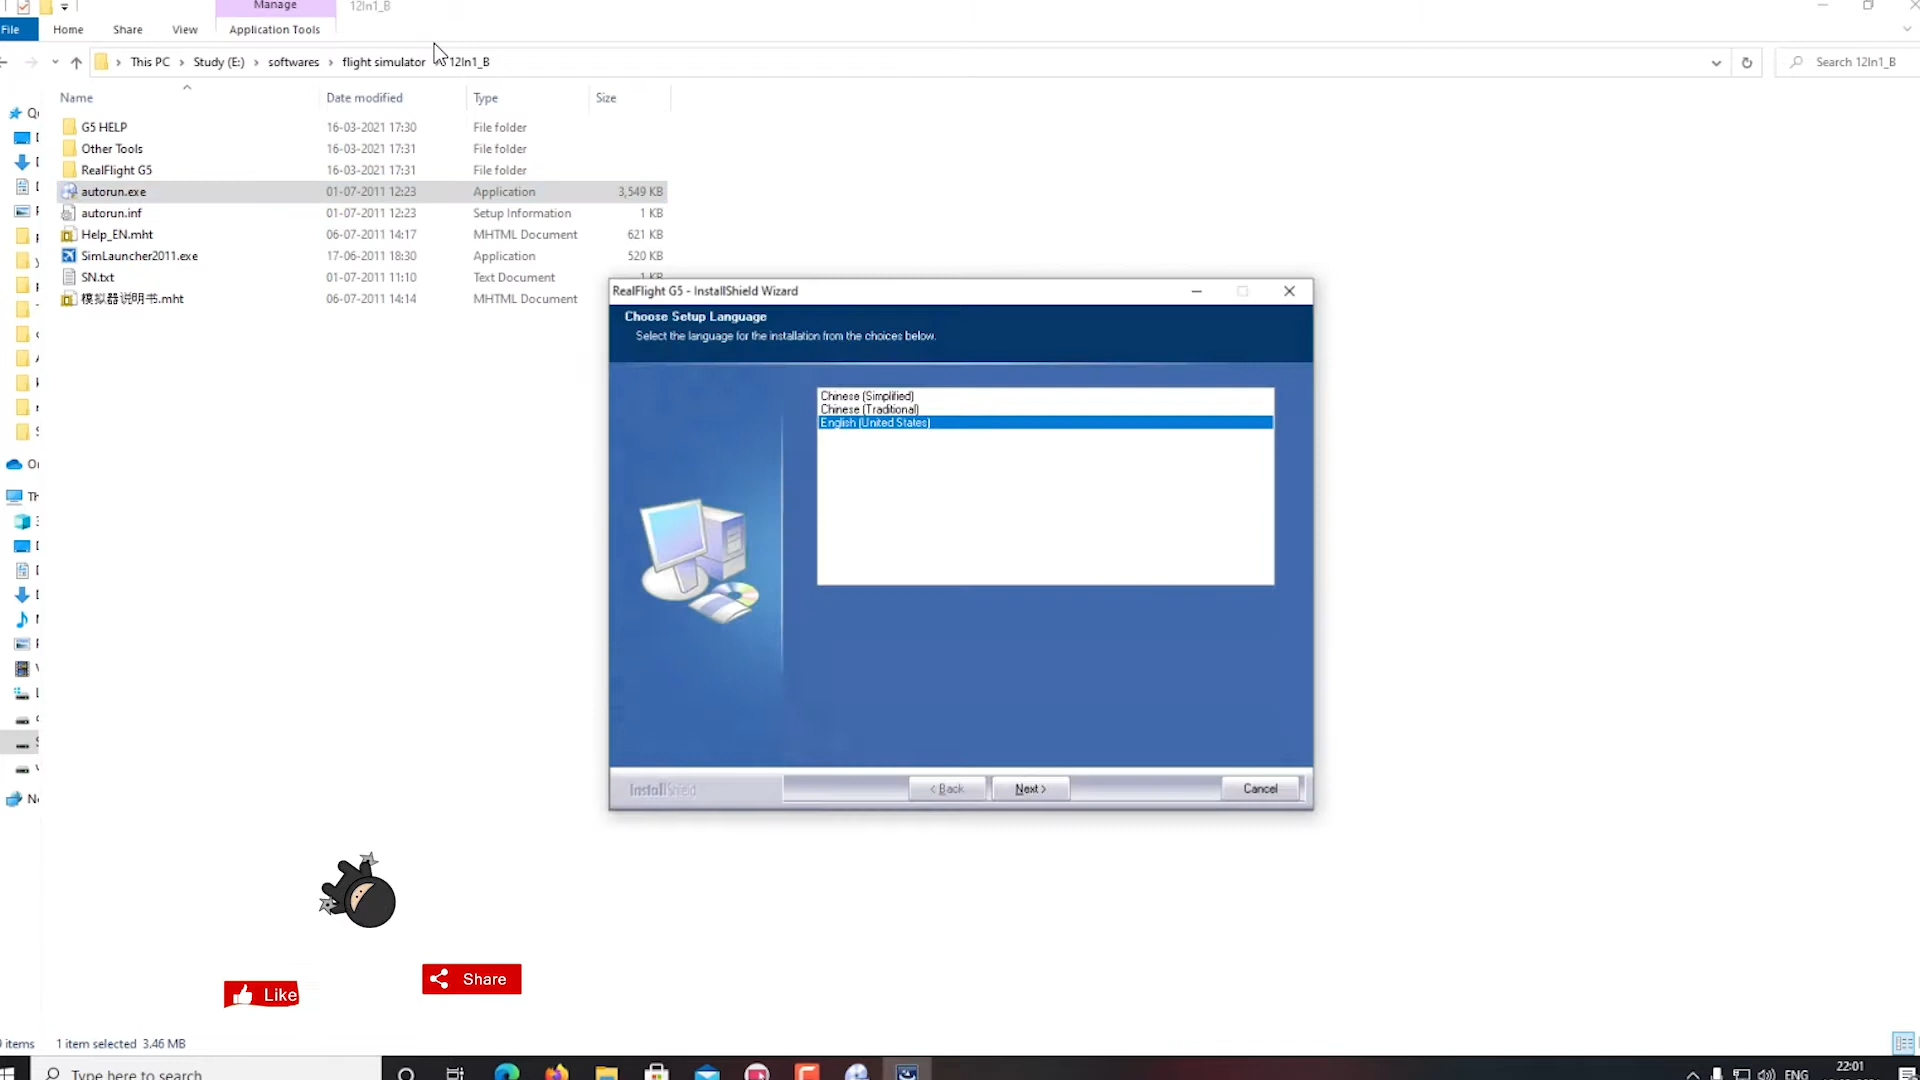 Manage
12In1_B
File
Home
Share
View
Application Tools
This PC
Study (E:)
softwares
flight simulator
12In1_B
Search 12In1_B
Name
Date modified
Type
Size
G5 HELP
16-03-2021 17:30
File folder
Other Tools
16-03-2021 17:31
File folder
RealFlight G5
16-03-2021 17:31
File folder
autorun.exe
01-07-2011 12:23
Application
3,549 KB
autorun.inf
01-07-2011 12:23
Setup Information
1 KB
Help_EN.mht
06-07-2011 14:17
MHTML Document
621 KB
SimLauncher2011.exe
17-06-2011 18:30
Application
520 KB
SN.txt
01-07-2011 11:10
Text Document
1 KB
模拟器说明书.mht
06-07-2011 14:14
MHTML Document
RealFlight G5 - InstallShield Wizard
Choose Setup Language
Select the language for the installation from the choices below.
Chinese (Simplified)
Chinese (Traditional)
English (United States)
InstallShield
< Back
Next >
Cancel
Like
Share
items
1 item selected 3.46 MB
Type here to search
ENG
22:01